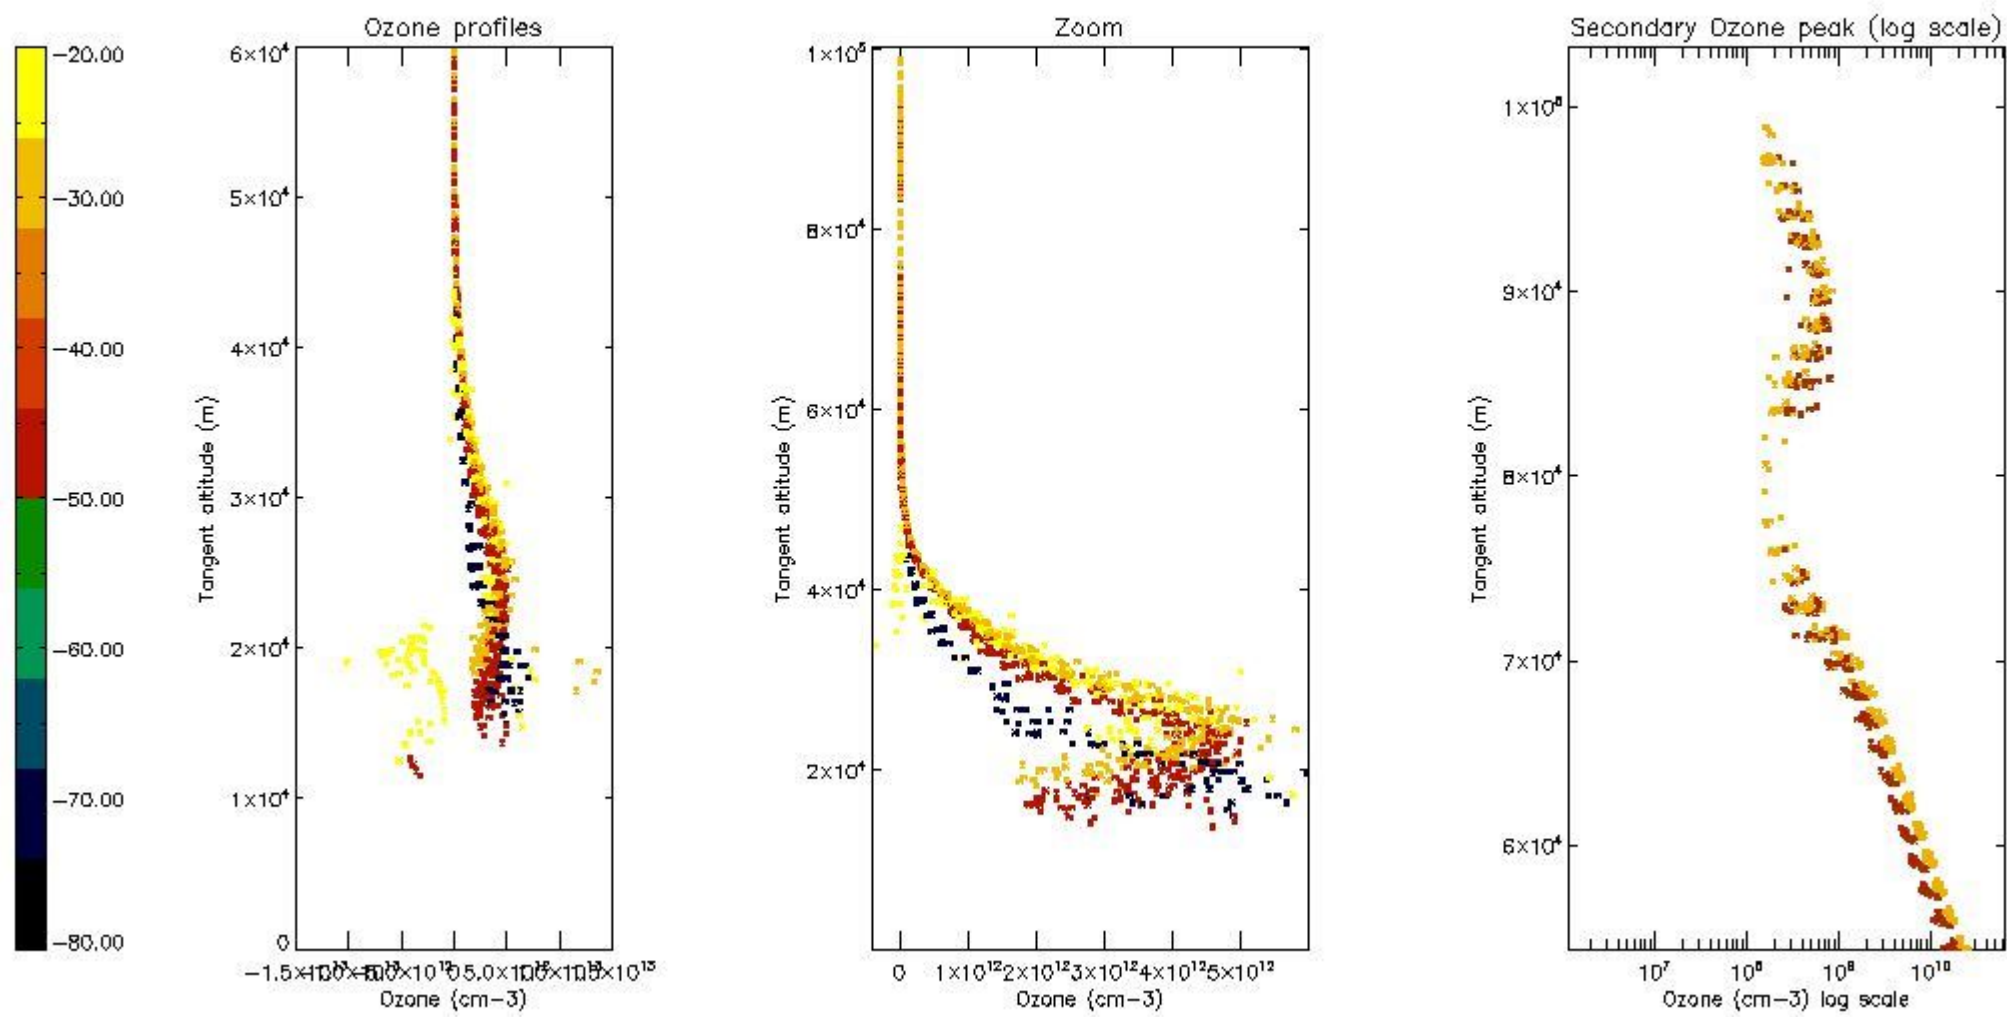 Ozone profiles
Zoom
Secondary Ozone peak (log scale)
-20.00
-30.00
-40.00
-50.00
-60.00
-70.00
-80.00
6×10⁴
5×10⁴
4×10⁴
3×10⁴
2×10⁴
1×10⁴
0
Tangent altitude (m)
Ozone (cm-3)
1×10⁵
8×10⁴
6×10⁴
4×10⁴
2×10⁴
Tangent altitude (m)
0 1×10¹² 2×10¹² 3×10¹² 4×10¹² 5×10¹²
Ozone (cm-3)
1×10⁵
9×10⁴
8×10⁴
7×10⁴
6×10⁴
Tangent altitude (m)
10⁷ 10⁸ 10⁹ 10¹⁰
Ozone (cm-3) log scale